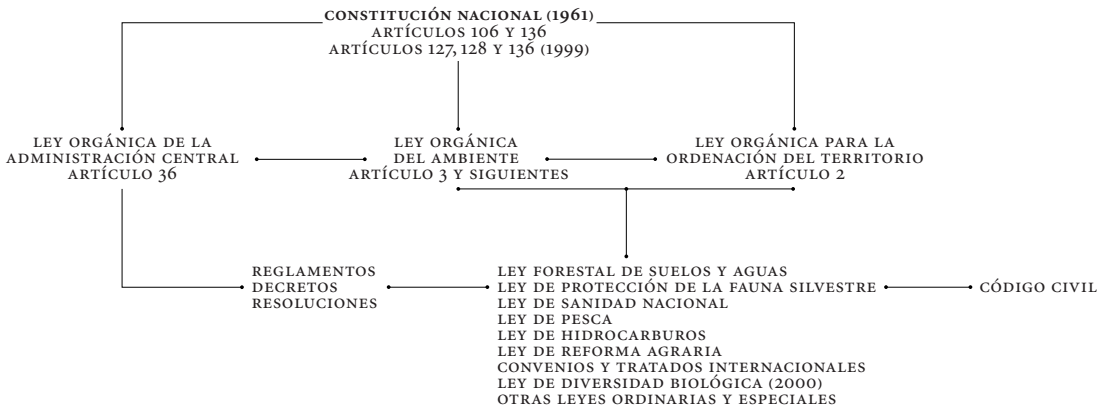 CONSTITUCIÓN NACIONAL (1961)
ARTÍCULOS 106 Y 136
ARTÍCULOS 127, 128 Y 136 (1999)
LEY ORGÁNICA DE LA
ADMINISTRACIÓN CENTRAL
ARTÍCULO 36
LEY ORGÁNICA
DEL AMBIENTE
ARTÍCULO 3 Y SIGUIENTES
LEY ORGÁNICA PARA LA
ORDENACIÓN DEL TERRITORIO
ARTÍCULO 2
REGLAMENTOS
DECRETOS
RESOLUCIONES
LEY FORESTAL DE SUELOS Y AGUAS
LEY DE PROTECCIÓN DE LA FAUNA SILVESTRE
LEY DE SANIDAD NACIONAL
LEY DE PESCA
LEY DE HIDROCARBUROS
LEY DE REFORMA AGRARIA
CONVENIOS Y TRATADOS INTERNACIONALES
LEY DE DIVERSIDAD BIOLÓGICA (2000)
OTRAS LEYES ORDINARIAS Y ESPECIALES
CÓDIGO CIVIL